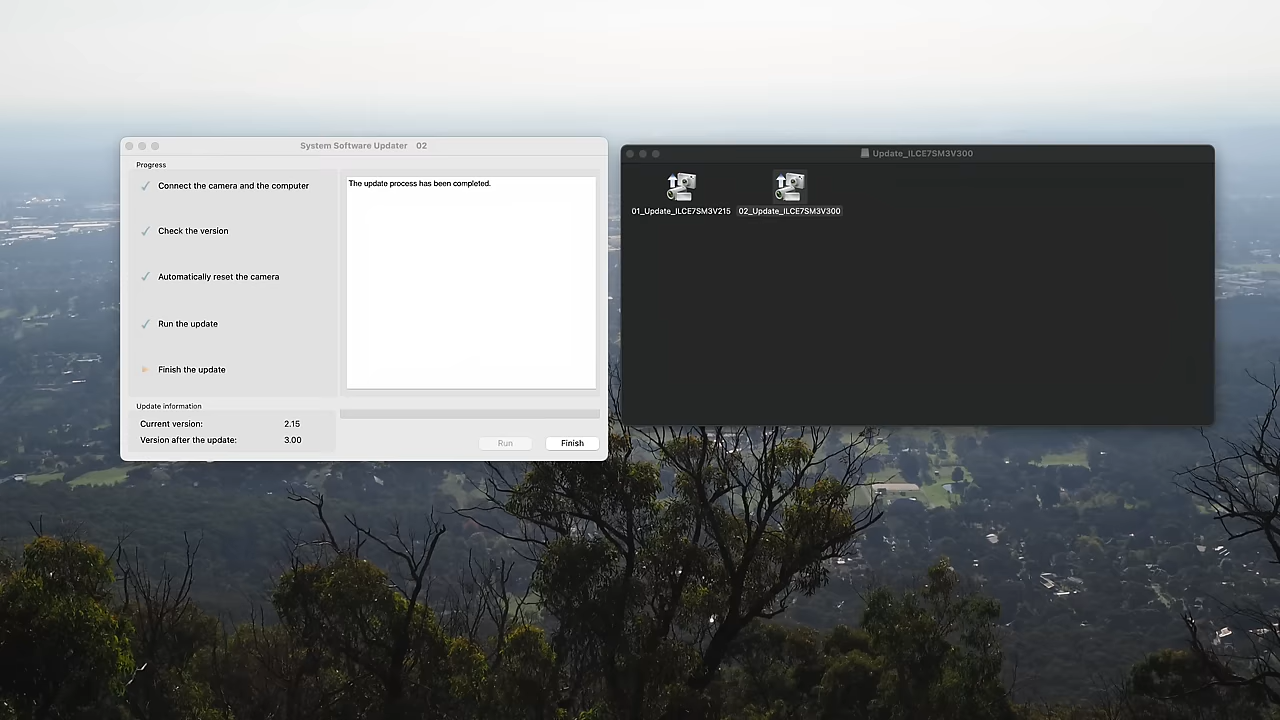 System Software Updater 02
Progress
Connect the camera and the computer
Check the version
Automatically reset the camera
Run the update
Finish the update
The update process has been completed.
Update information
Current version: 2.15
Version after the update: 3.00
Run
Finish
Update_ILCE7SM3V300
01_Update_ILCE7SM3V215
02_Update_ILCE7SM3V300